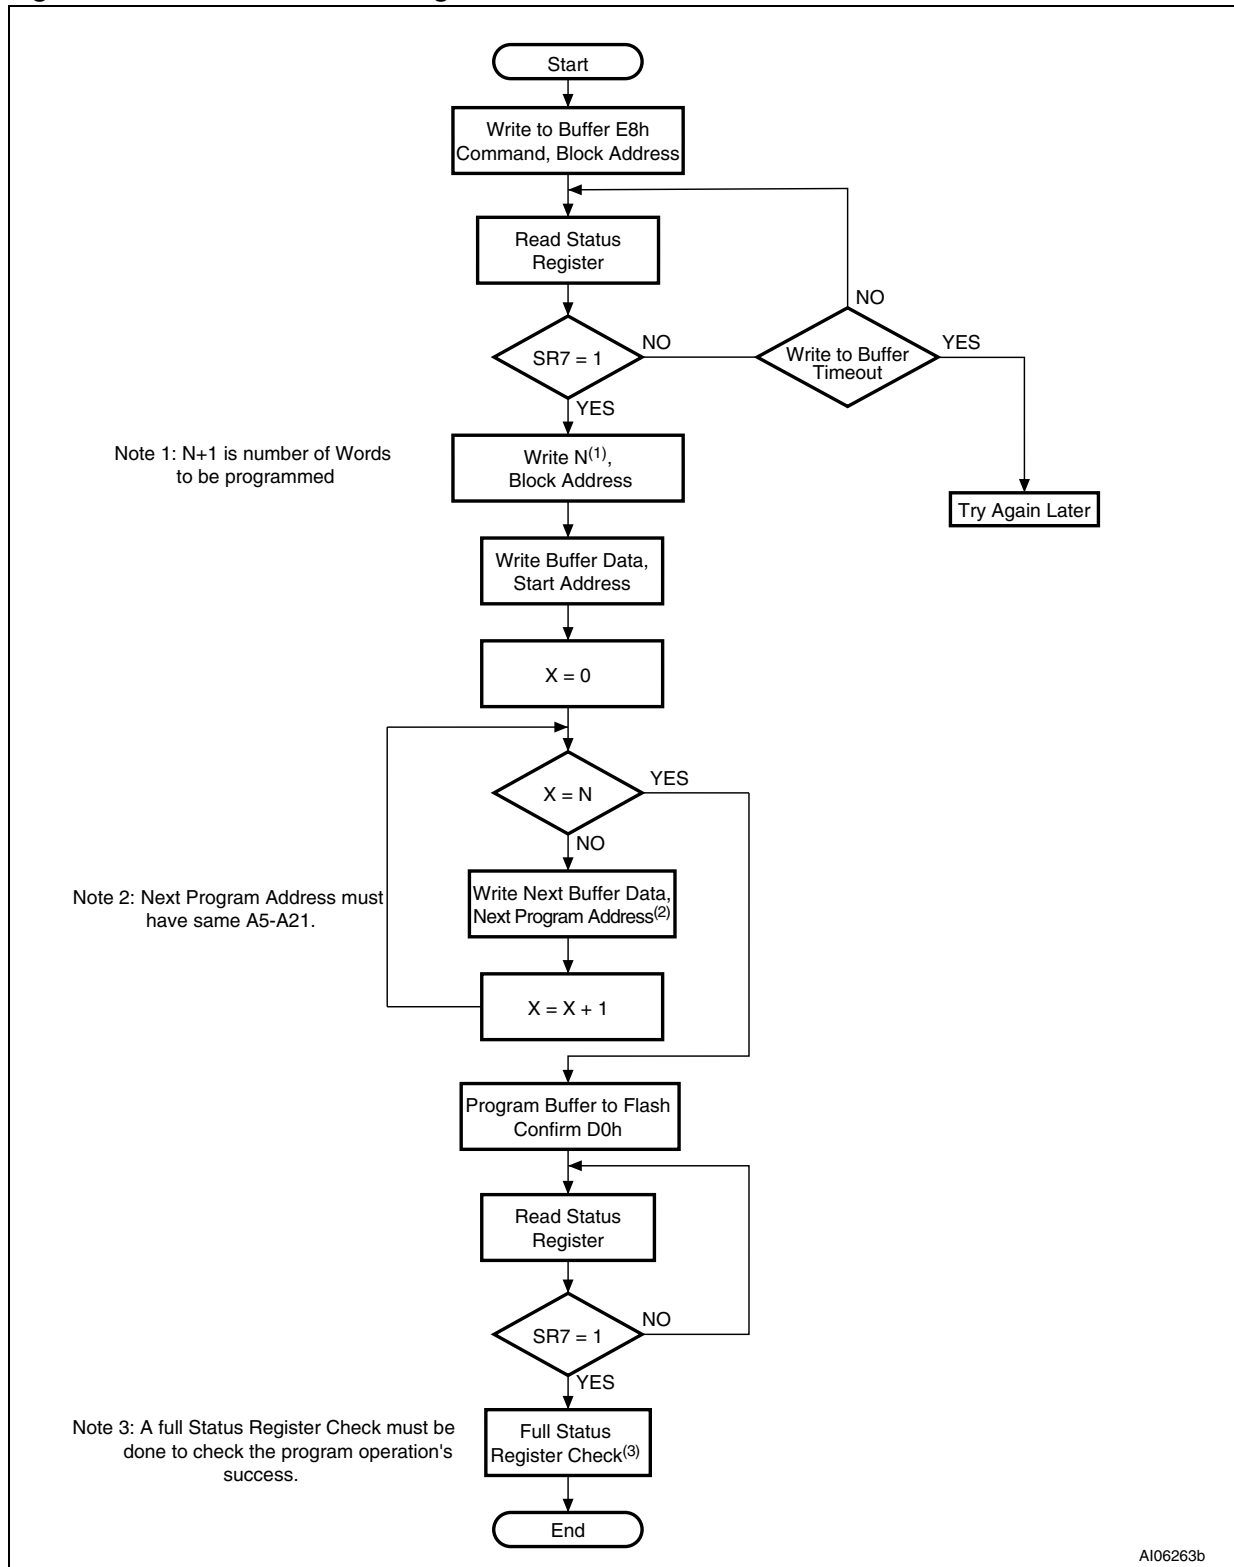 Start
Write to Buffer E8h
Command, Block Address
Read Status
Register
NO
SR7 = 1
NO
Write to Buffer
Timeout
YES
YES
Note 1: N+1 is number of Words
to be programmed
Write N(1),
Block Address
Try Again Later
Write Buffer Data,
Start Address
X = 0
X = N
YES
NO
Note 2: Next Program Address must
have same A5-A21.
Write Next Buffer Data,
Next Program Address(2)
X = X + 1
Program Buffer to Flash
Confirm D0h
Read Status
Register
SR7 = 1
NO
YES
Note 3: A full Status Register Check must be
done to check the program operation's
success.
Full Status
Register Check(3)
End
AI06263b